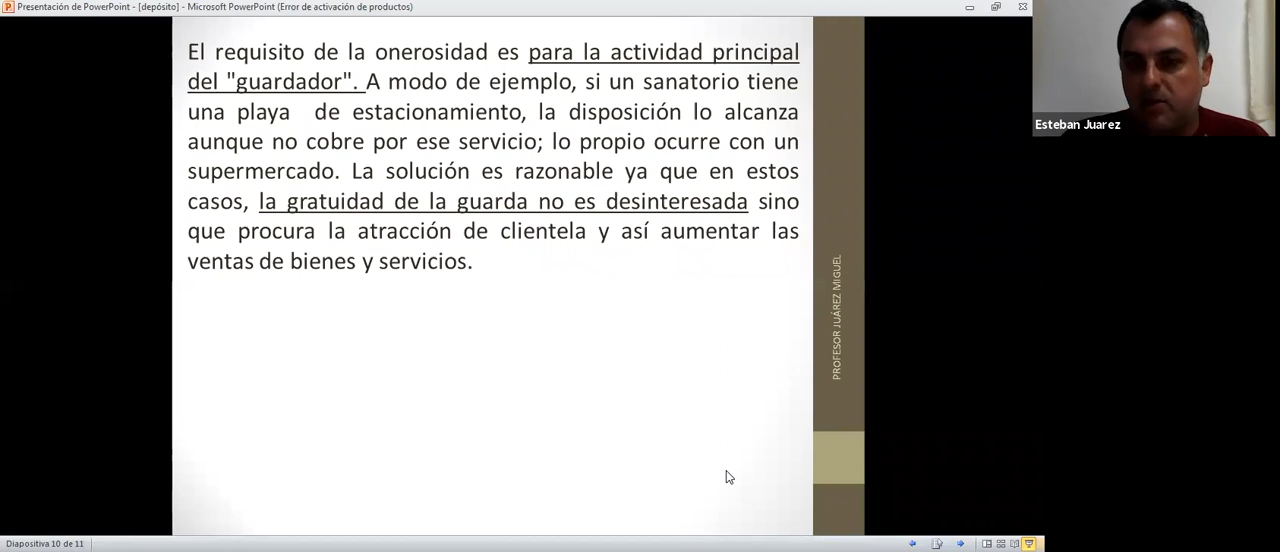 Presentación de PowerPoint - [depósito] - Microsoft PowerPoint (Error de activación de productos)
El requisito de la onerosidad es para la actividad principal
del "guardador". A modo de ejemplo, si un sanatorio tiene
una playa de estacionamiento, la disposición lo alcanza
aunque no cobre por ese servicio; lo propio ocurre con un
supermercado. La solución es razonable ya que en estos
casos, la gratuidad de la guarda no es desinteresada sino
que procura la atracción de clientela y así aumentar las
ventas de bienes y servicios.
PROFESOR JUÁREZ MIGUEL
Esteban Juarez
Diapositiva 10 de 11